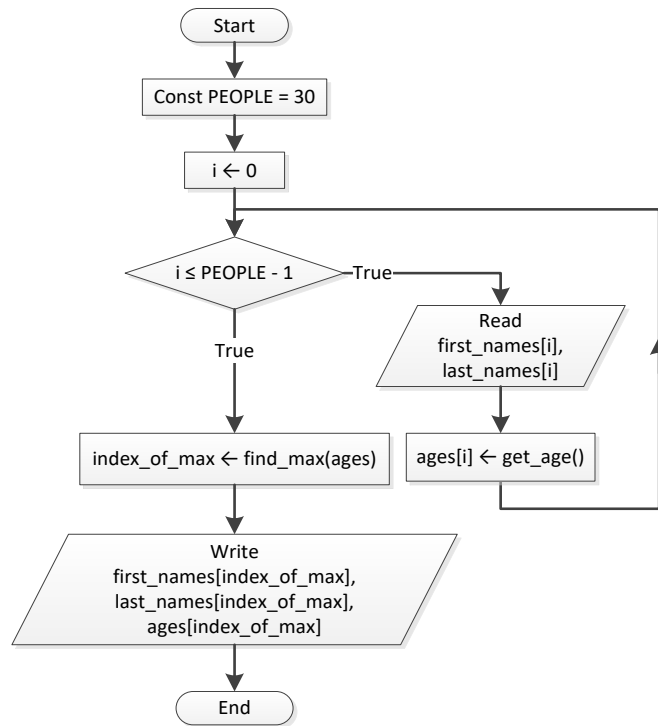 Start
Const PEOPLE = 30
i ← 0
i ≤ PEOPLE - 1
True
Read
first_names[i],
last_names[i]
True
index_of_max ← find_max(ages)
ages[i] ← get_age()
Write
first_names[index_of_max],
last_names[index_of_max],
ages[index_of_max]
End